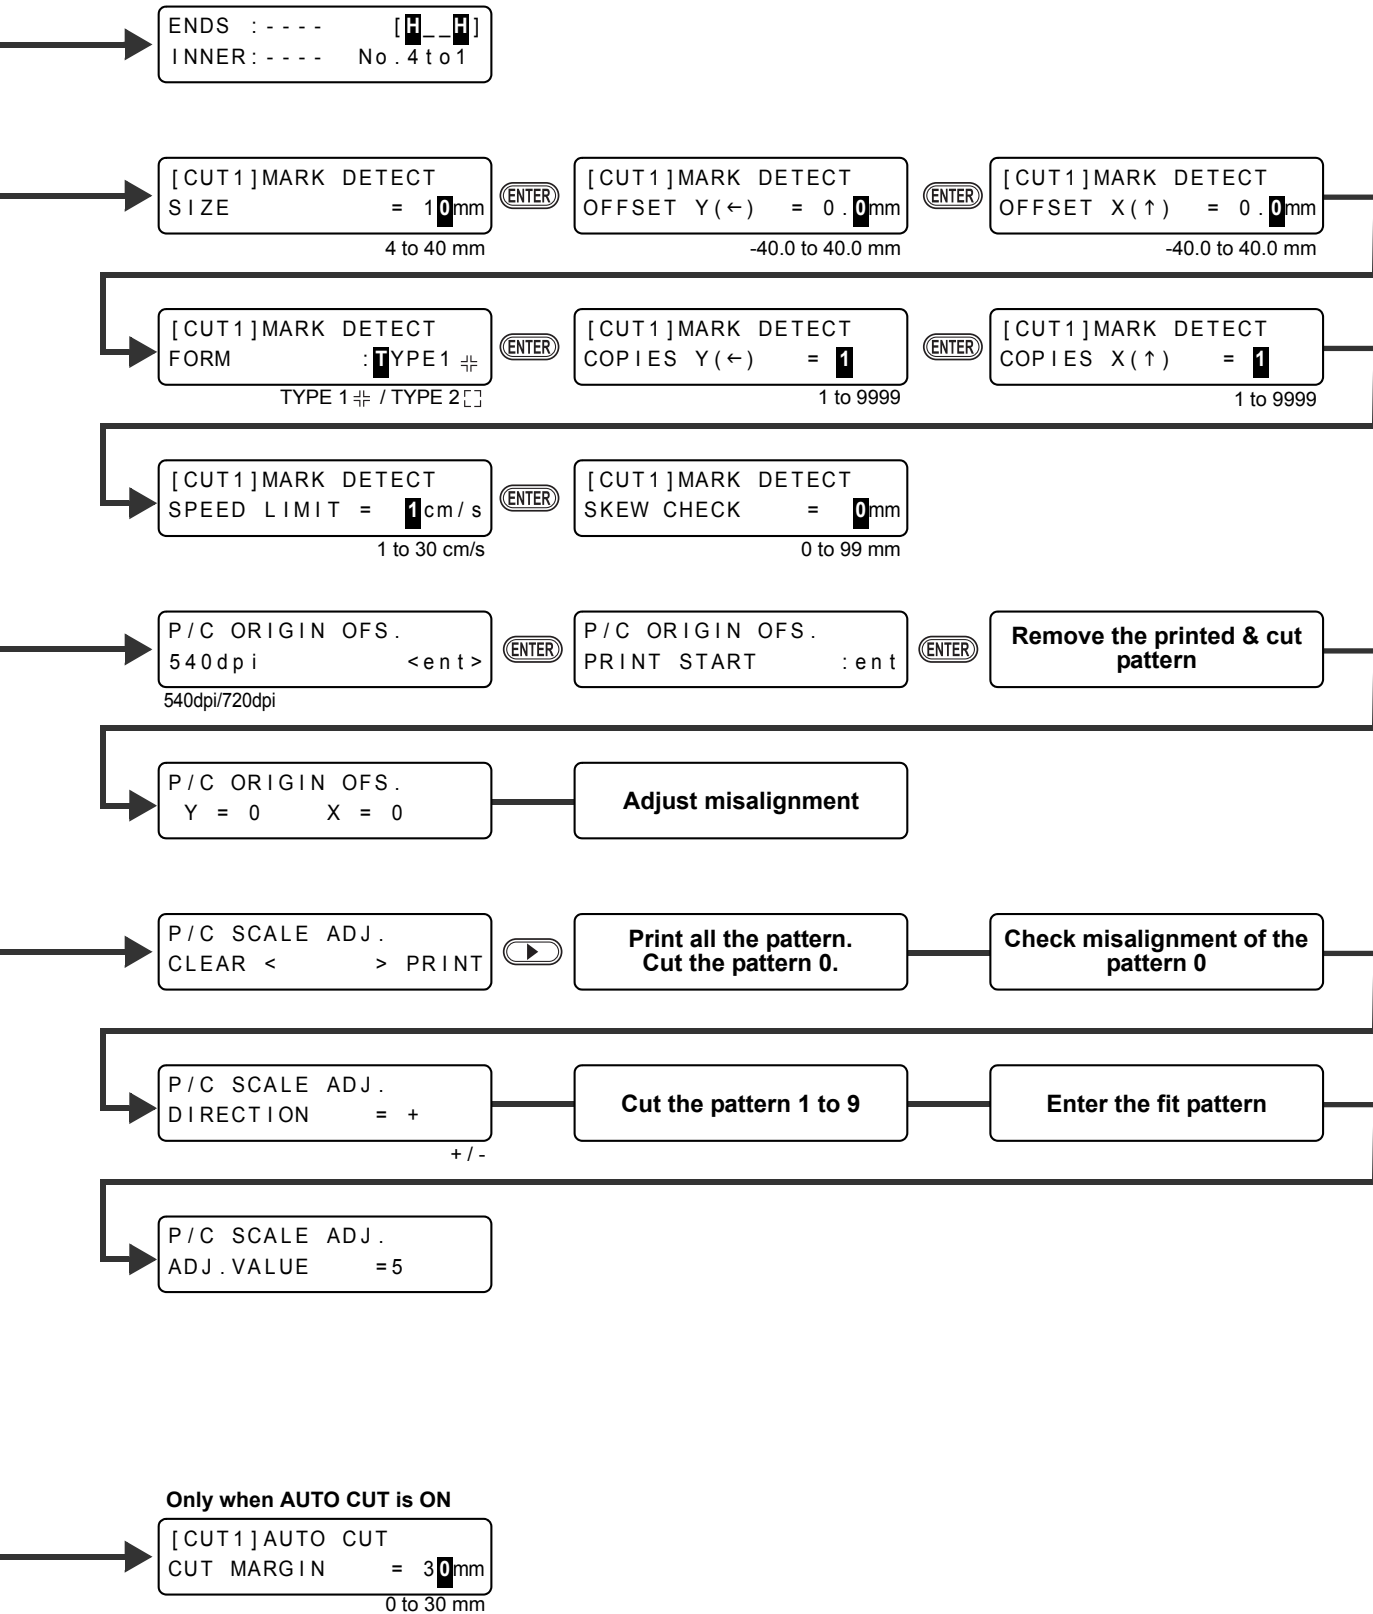 ENDS :---- [H__H]
INNER:---- No.4to1
[CUT1]MARK DETECT
SIZE = 10mm
4 to 40 mm
ENTER
[CUT1]MARK DETECT
OFFSET Y(←) = 0.0mm
-40.0 to 40.0 mm
ENTER
[CUT1]MARK DETECT
OFFSET X(↑) = 0.0mm
-40.0 to 40.0 mm
[CUT1]MARK DETECT
FORM :TYPE1
TYPE 1 / TYPE 2
ENTER
[CUT1]MARK DETECT
COPIES Y(←) = 1
1 to 9999
ENTER
[CUT1]MARK DETECT
COPIES X(↑) = 1
1 to 9999
[CUT1]MARK DETECT
SPEED LIMIT = 1cm/s
1 to 30 cm/s
ENTER
[CUT1]MARK DETECT
SKEW CHECK = 0mm
0 to 99 mm
P/C ORIGIN OFS.
540dpi <ent>
540dpi/720dpi
ENTER
P/C ORIGIN OFS.
PRINT START :ent
ENTER
Remove the printed & cut
pattern
P/C ORIGIN OFS.
Y = 0 X = 0
Adjust misalignment
P/C SCALE ADJ.
CLEAR < > PRINT
Print all the pattern.
Cut the pattern 0.
Check misalignment of the
pattern 0
P/C SCALE ADJ.
DIRECTION = +
+ / -
Cut the pattern 1 to 9
Enter the fit pattern
P/C SCALE ADJ.
ADJ.VALUE =5
Only when AUTO CUT is ON
[CUT1]AUTO CUT
CUT MARGIN = 30mm
0 to 30 mm